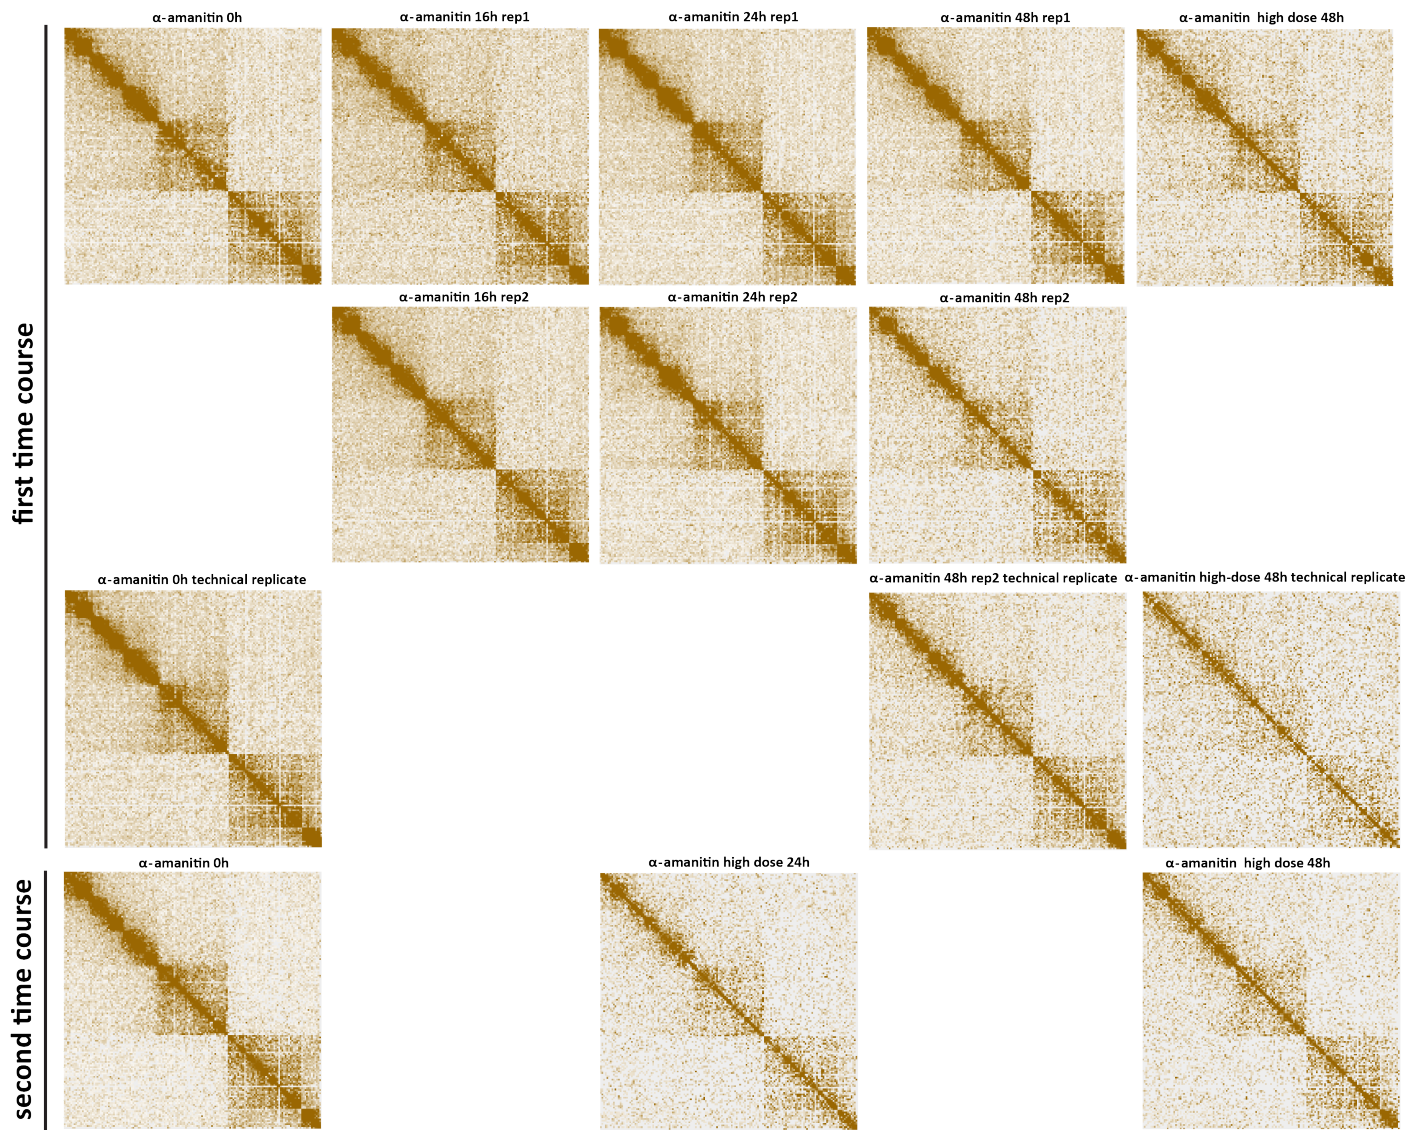 α-amanitin 0h
α-amanitin 16h rep1
α-amanitin 24h rep1
α-amanitin 48h rep1
α-amanitin high dose 48h
first time course
α-amanitin 16h rep2
α-amanitin 24h rep2
α-amanitin 48h rep2
α-amanitin 0h technical replicate
α-amanitin 48h rep2 technical replicate
α-amanitin high-dose 48h technical replicate
second time course
α-amanitin 0h
α-amanitin high dose 24h
α-amanitin high dose 48h